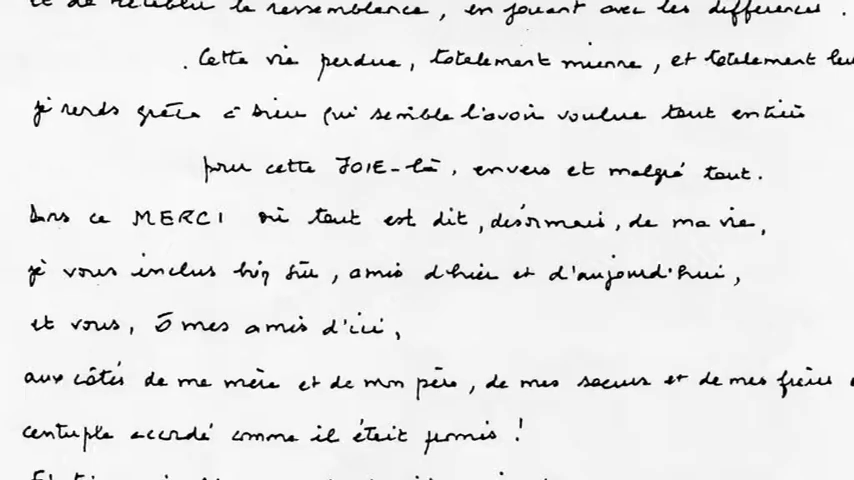 et de rétablir la ressemblance, en jouant avec les différences.
. Cette vie perdue, totalement mienne, et totalement leu
je rends grâce à Dieu qui semble l'avoir voulue tout entière
pour cette JOIE-là, envers et malgré tout.
Dans ce MERCI où tout est dit, désormais, de ma vie,
je vous inclus bien sûr, amis d'hier et d'aujourd'hui,
et vous, ô mes amis d'ici,
aux côtés de ma mère et de mon père, de mes soeurs et de mes frères
centuple accordé comme il était promis !